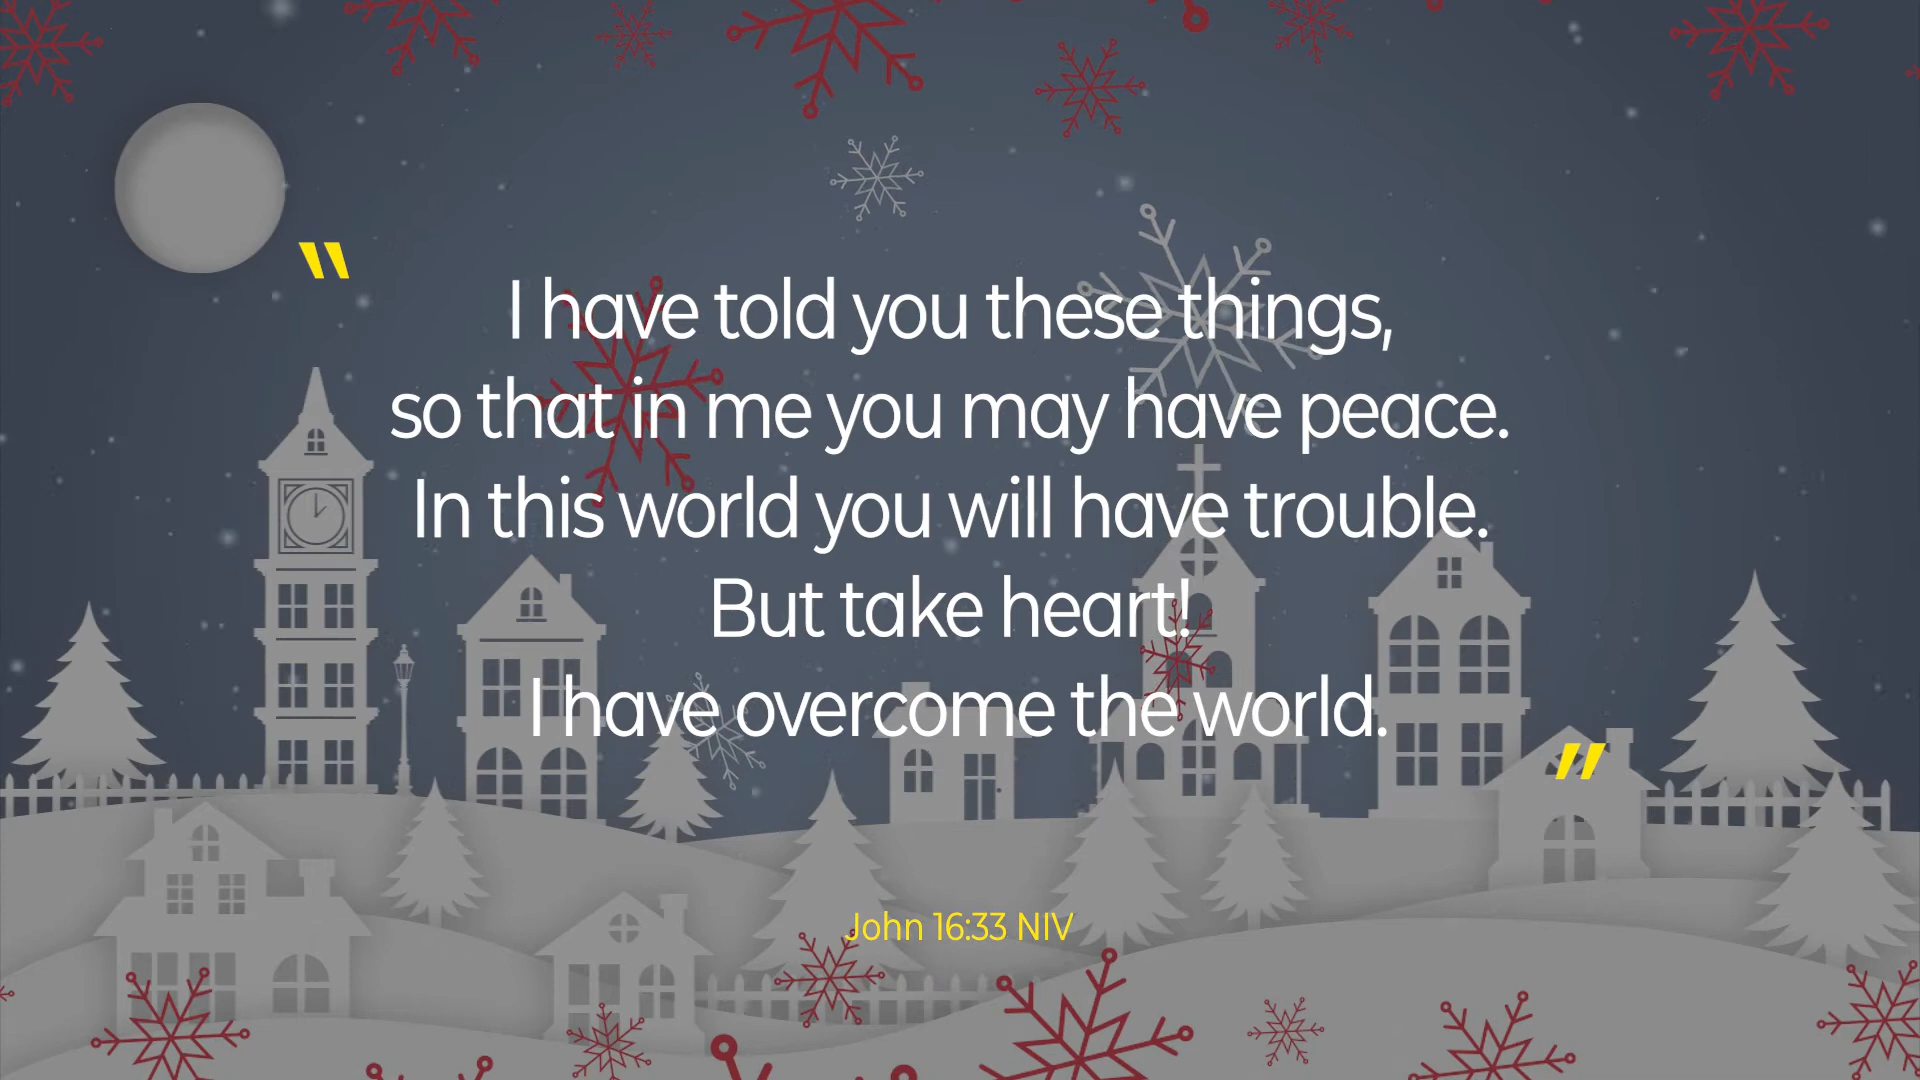 "I have told you these things,
so that in me you may have peace.
In this world you will have trouble.
But take heart!
I have overcome the world."
John 16:33 NIV